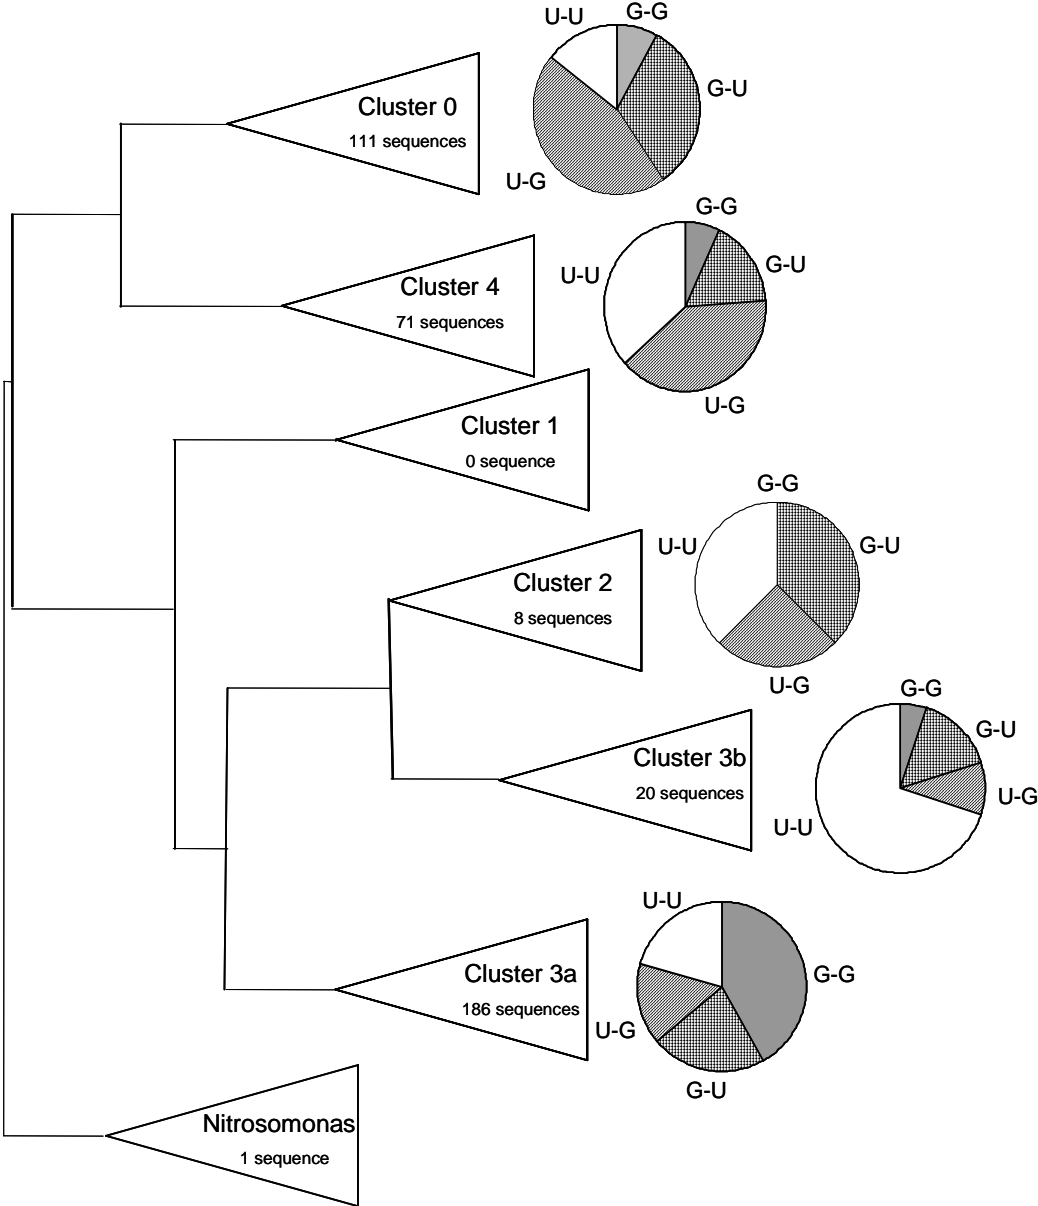 U-U
G-G
Cluster 0
111 sequences
G-U
U-G
G-G
U-U
G-U
Cluster 4
71 sequences
U-G
Cluster 1
0 sequence
G-G
U-U
G-U
Cluster 2
8 sequences
U-G
G-G
G-U
Cluster 3b
20 sequences
U-G
U-U
U-U
Cluster 3a
186 sequences
G-G
U-G
G-U
Nitrosomonas
1 sequence